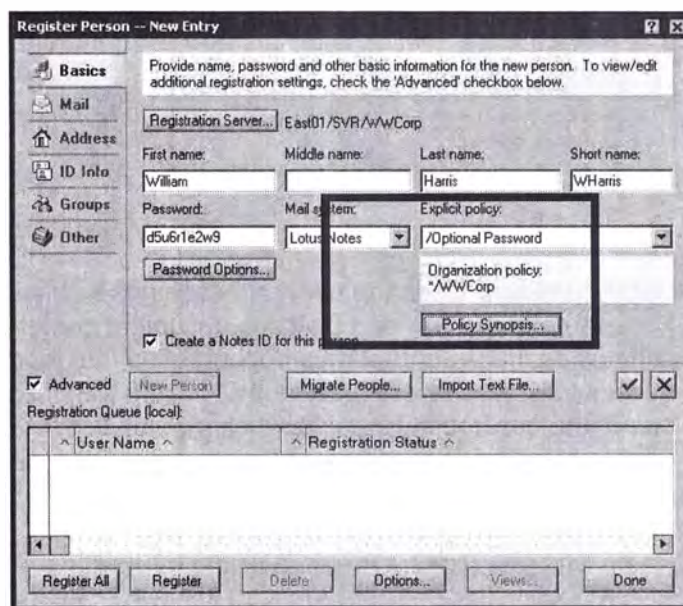 Register Person -- New Entry
Basics
Mail
Address
ID Info
Groups
Other
Provide name, password and other basic information for the new person. To view/edit
additional registration settings, check the 'Advanced' checkbox below.
Registration Server... East01/SVR/WWCorp
First name: Middle name: Last name: Short name:
William Harris WHarris
Password: Mail system: Explicit policy:
d5u6r1e2w9 Lotus Notes /Optional Password
Password Options... Organization policy:
*/WWCorp
Policy Synopsis...
Create a Notes ID for this person
Advanced New Person Migrate People... Import Text File...
Registration Queue (local):
User Name Registration Status
Register All Register Delete Options... Views... Done